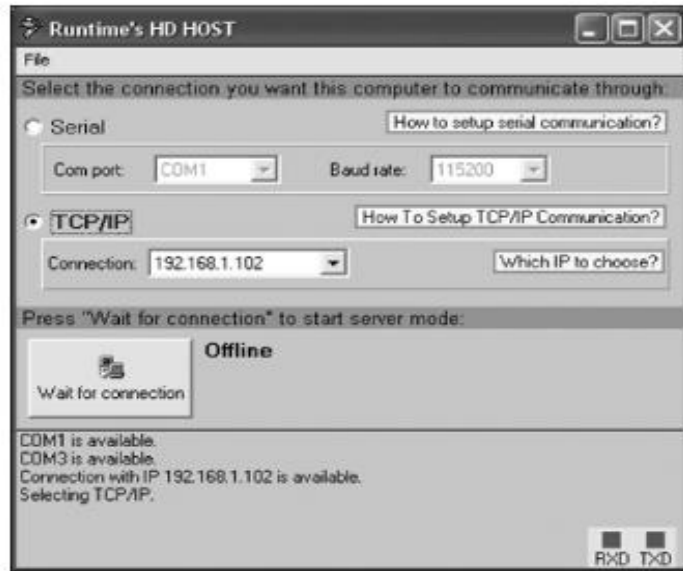 Runtime's HD HOST
File
Select the connection you want this computer to communicate through:
Serial
How to setup serial communication?
Com port: COM1 Baud rate: 115200
TCP/IP
How To Setup TCP/IP Communication?
Connection: 192.168.1.102 Which IP to choose?
Press "Wait for connection" to start server mode:
Offline
Wait for connection
COM1 is available.
COM3 is available.
Connection with IP 192.168.1.102 is available.
Selecting TCP/IP.
RXD TXD